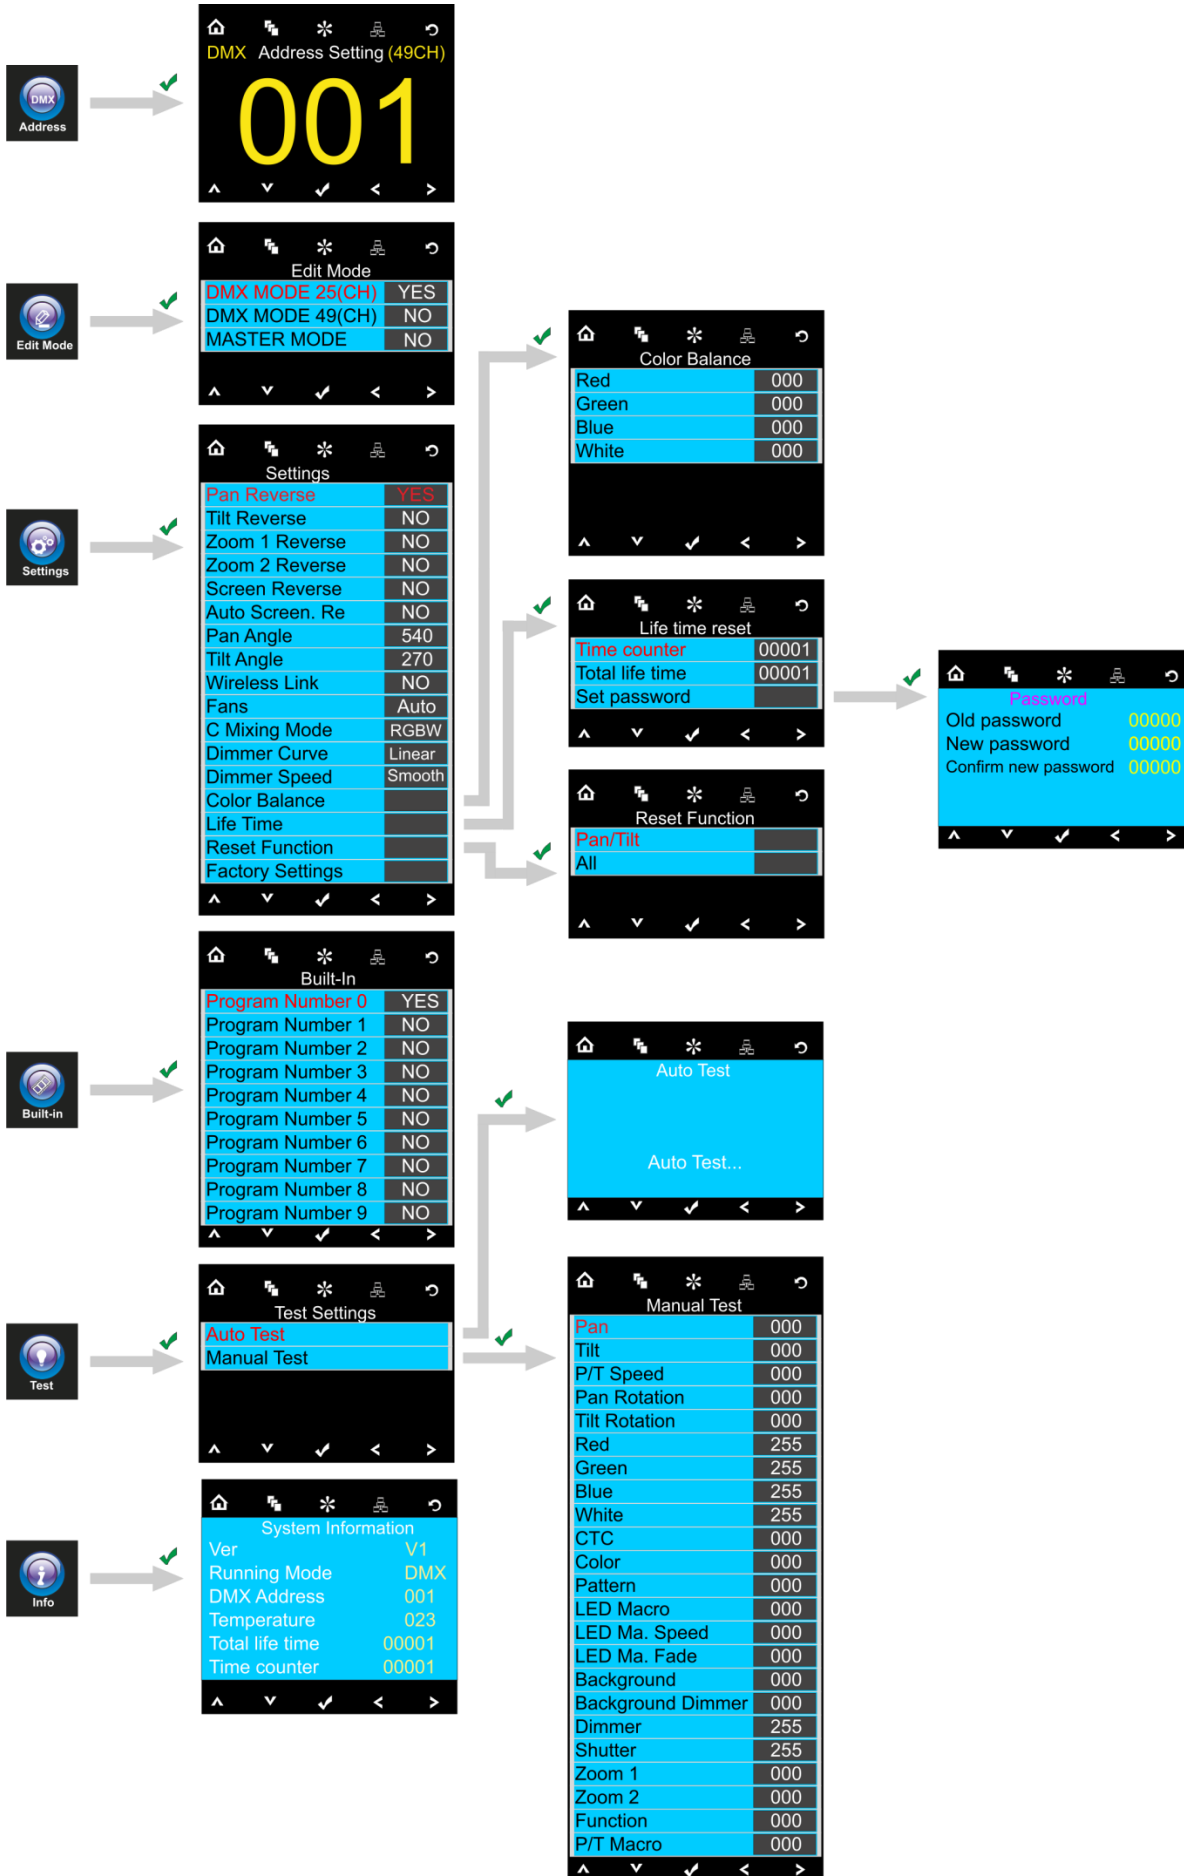 DMX
Address
DMX Address Setting (49CH)
001
Edit Mode
Edit Mode
DMX MODE 25(CH) YES
DMX MODE 49(CH) NO
MASTER MODE NO
Settings
Settings
Pan Reverse YES
Tilt Reverse NO
Zoom 1 Reverse NO
Zoom 2 Reverse NO
Screen Reverse NO
Auto Screen. Re NO
Pan Angle 540
Tilt Angle 270
Wireless Link NO
Fans Auto
C Mixing Mode RGBW
Dimmer Curve Linear
Dimmer Speed Smooth
Color Balance
Life Time
Reset Function
Factory Settings
Color Balance
Red 000
Green 000
Blue 000
White 000
Life time reset
Time counter 00001
Total life time 00001
Set password
Password
Old password 00000
New password 00000
Confirm new password 00000
Reset Function
Pan/Tilt
All
Built-in
Built-In
Program Number 0 YES
Program Number 1 NO
Program Number 2 NO
Program Number 3 NO
Program Number 4 NO
Program Number 5 NO
Program Number 6 NO
Program Number 7 NO
Program Number 8 NO
Program Number 9 NO
Test
Test Settings
Auto Test
Manual Test
Auto Test
Auto Test...
Manual Test
Pan 000
Tilt 000
P/T Speed 000
Pan Rotation 000
Tilt Rotation 000
Red 255
Green 255
Blue 255
White 255
CTC 000
Color 000
Pattern 000
LED Macro 000
LED Ma. Speed 000
LED Ma. Fade 000
Background 000
Background Dimmer 000
Dimmer 255
Shutter 255
Zoom 1 000
Zoom 2 000
Function 000
P/T Macro 000
Info
System Information
Ver V1
Running Mode DMX
DMX Address 001
Temperature 023
Total life time 00001
Time counter 00001